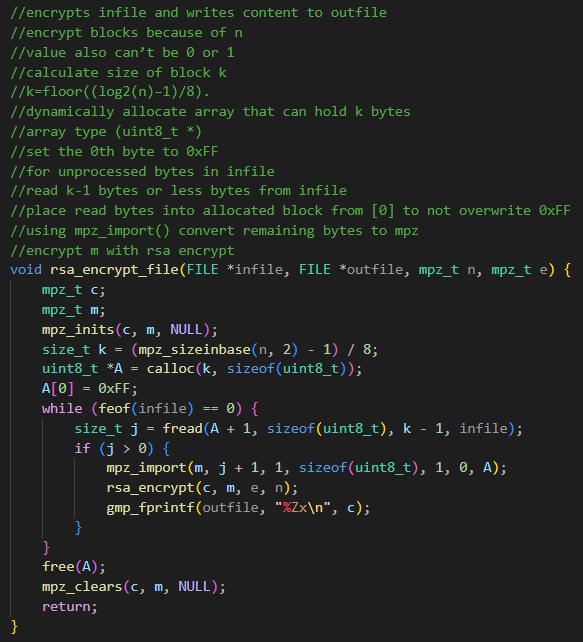 //encrypts infile and writes content to outfile
//encrypt blocks because of n
//value also can’t be 0 or 1
//calculate size of block k
//k=floor((log2(n)−1)/8).
//dynamically allocate array that can hold k bytes
//array type (uint8_t *)
//set the 0th byte to 0xFF
//for unprocessed bytes in infile
//read k-1 bytes or less bytes from infile
//place read bytes into allocated block from [0] to not overwrite 0xFF
//using mpz_import() convert remaining bytes to mpz
//encrypt m with rsa encrypt
void rsa_encrypt_file(FILE *infile, FILE *outfile, mpz_t n, mpz_t e) {
    mpz_t c;
    mpz_t m;
    mpz_inits(c, m, NULL);
    size_t k = (mpz_sizeinbase(n, 2) - 1) / 8;
    uint8_t *A = calloc(k, sizeof(uint8_t));
    A[0] = 0xFF;
    while (feof(infile) == 0) {
        size_t j = fread(A + 1, sizeof(uint8_t), k - 1, infile);
        if (j > 0) {
            mpz_import(m, j + 1, 1, sizeof(uint8_t), 1, 0, A);
            rsa_encrypt(c, m, e, n);
            gmp_fprintf(outfile, "%Zx\n", c);
        }
    }
    free(A);
    mpz_clears(c, m, NULL);
    return;
}